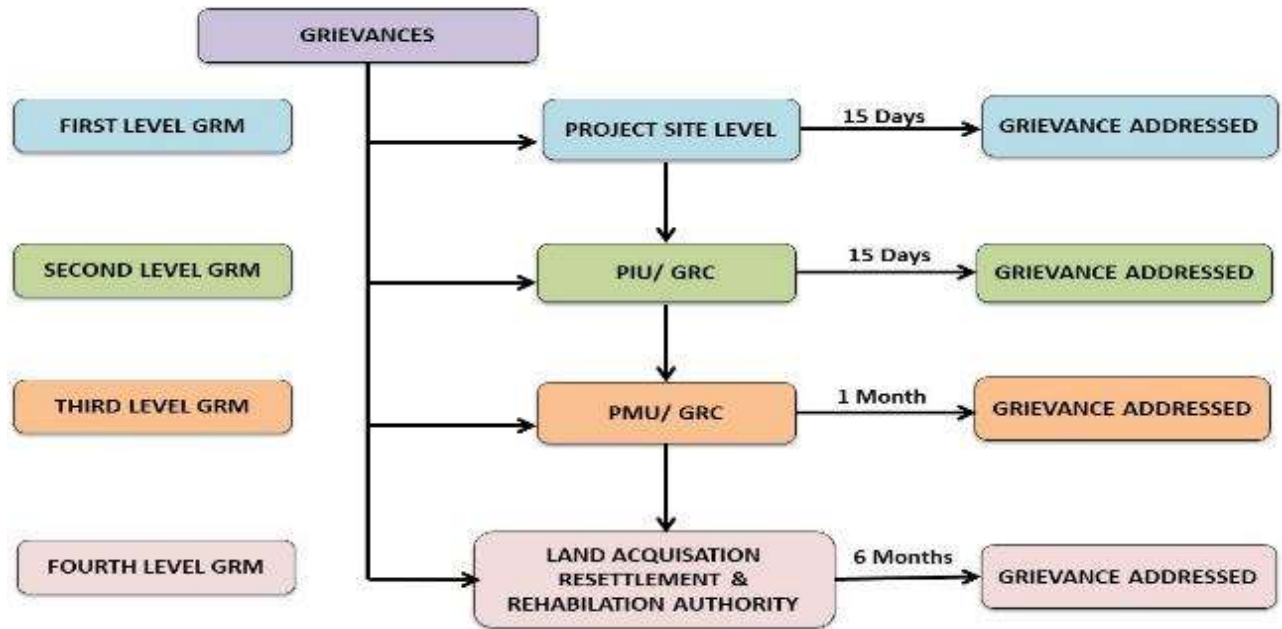 GRIEVANCES
FIRST LEVEL GRM
PROJECT SITE LEVEL
15 Days
GRIEVANCE ADDRESSED
SECOND LEVEL GRM
PIU/ GRC
15 Days
GRIEVANCE ADDRESSED
THIRD LEVEL GRM
PMU/ GRC
1 Month
GRIEVANCE ADDRESSED
FOURTH LEVEL GRM
LAND ACQUISATION
RESETTLEMENT &
REHABILATION AUTHORITY
6 Months
GRIEVANCE ADDRESSED